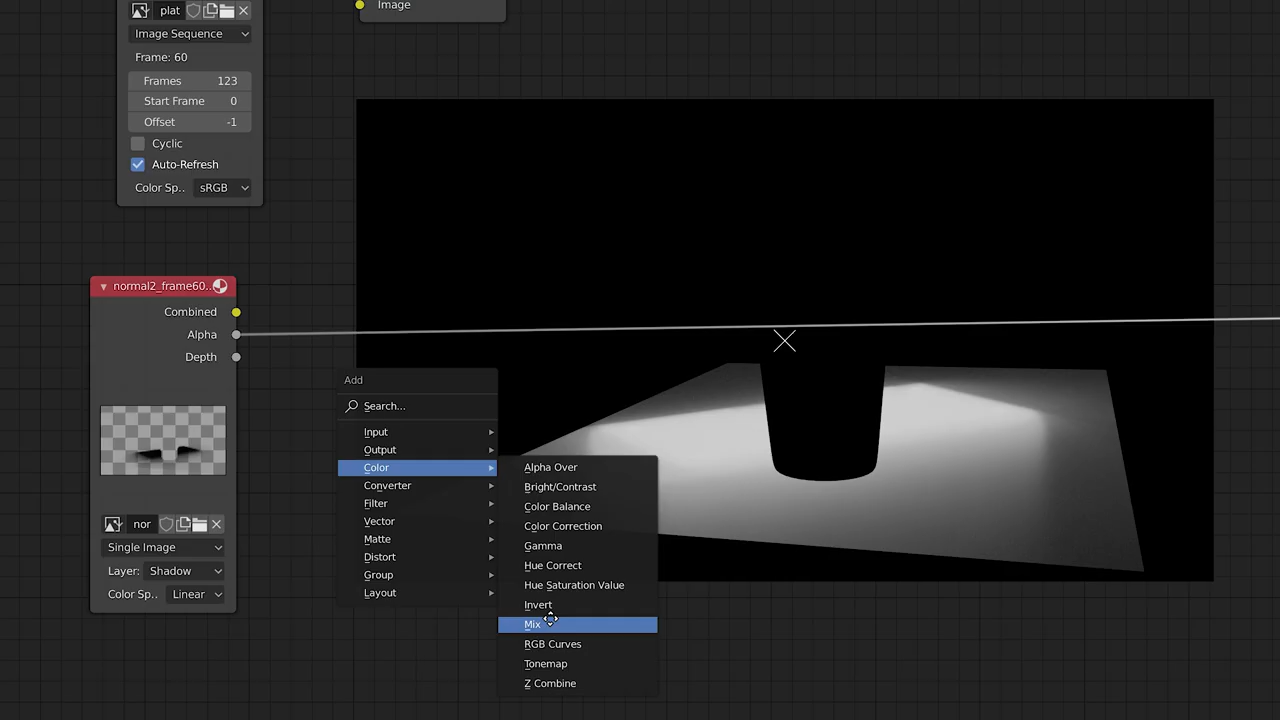 plat
Image
Image Sequence
Frame: 60
Frames 123
Start Frame 0
Offset -1
Cyclic
Auto-Refresh
Color Sp.. sRGB
normal2_frame60..
Combined
Alpha
Depth
nor
Single Image
Layer: Shadow
Color Sp.. Linear
Add
Search...
Input
Output
Color
Converter
Filter
Vector
Matte
Distort
Group
Layout
Alpha Over
Bright/Contrast
Color Balance
Color Correction
Gamma
Hue Correct
Hue Saturation Value
Invert
Mix
RGB Curves
Tonemap
Z Combine